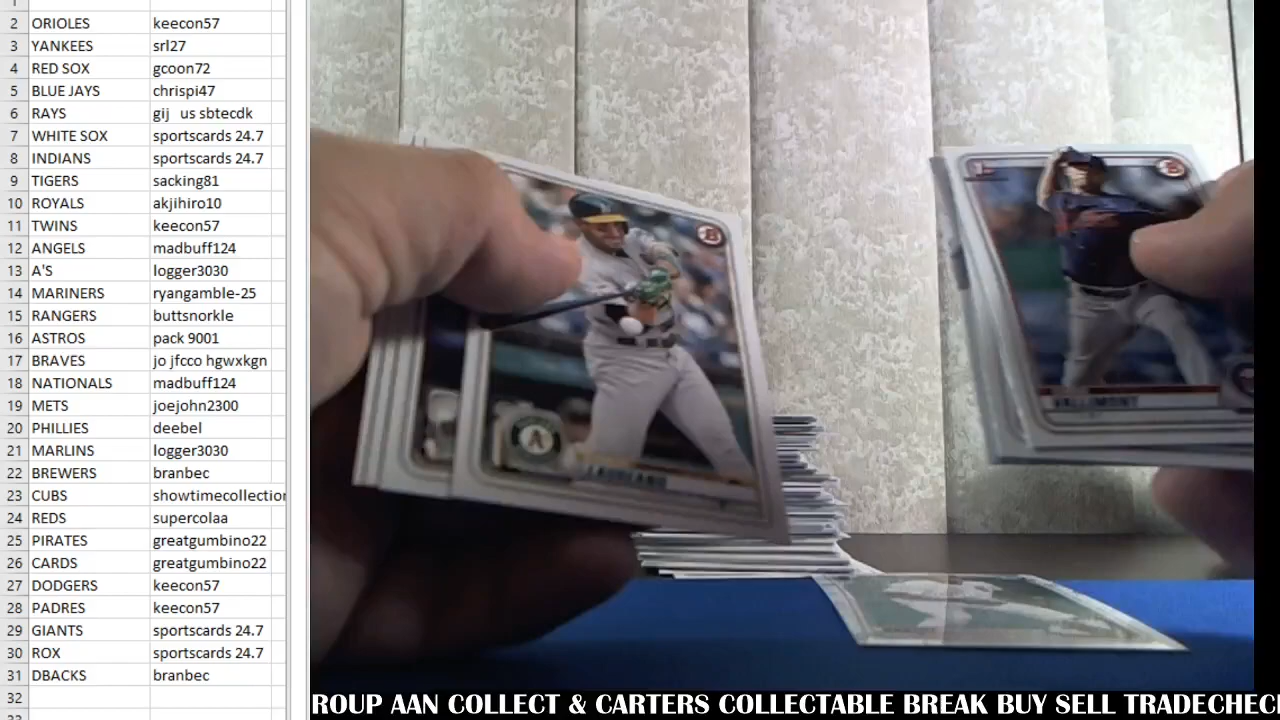 2 ORIOLES keecon57
3 YANKEES srl27
4 RED SOX gcoon72
5 BLUE JAYS chrispi47
6 RAYS gij us sbtecdk
7 WHITE SOX sportscards 24.7
8 INDIANS sportscards 24.7
9 TIGERS sacking81
10 ROYALS akjihiro10
11 TWINS keecon57
12 ANGELS madbuff124
13 A'S logger3030
14 MARINERS ryangamble-25
15 RANGERS buttsnorkle
16 ASTROS pack 9001
17 BRAVES jo jfcco hgwxkgn
18 NATIONALS madbuff124
19 METS joejohn2300
20 PHILLIES deebel
21 MARLINS logger3030
22 BREWERS branbec
23 CUBS showtimecollection
24 REDS supercolaa
25 PIRATES greatgumbino22
26 CARDS greatgumbino22
27 DODGERS keecon57
28 PADRES keecon57
29 GIANTS sportscards 24.7
30 ROX sportscards 24.7
31 DBACKS branbec
32
LAUREANO
VALLIMONT
ROUP AAN COLLECT & CARTERS COLLECTABLE BREAK BUY SELL TRADECHEC